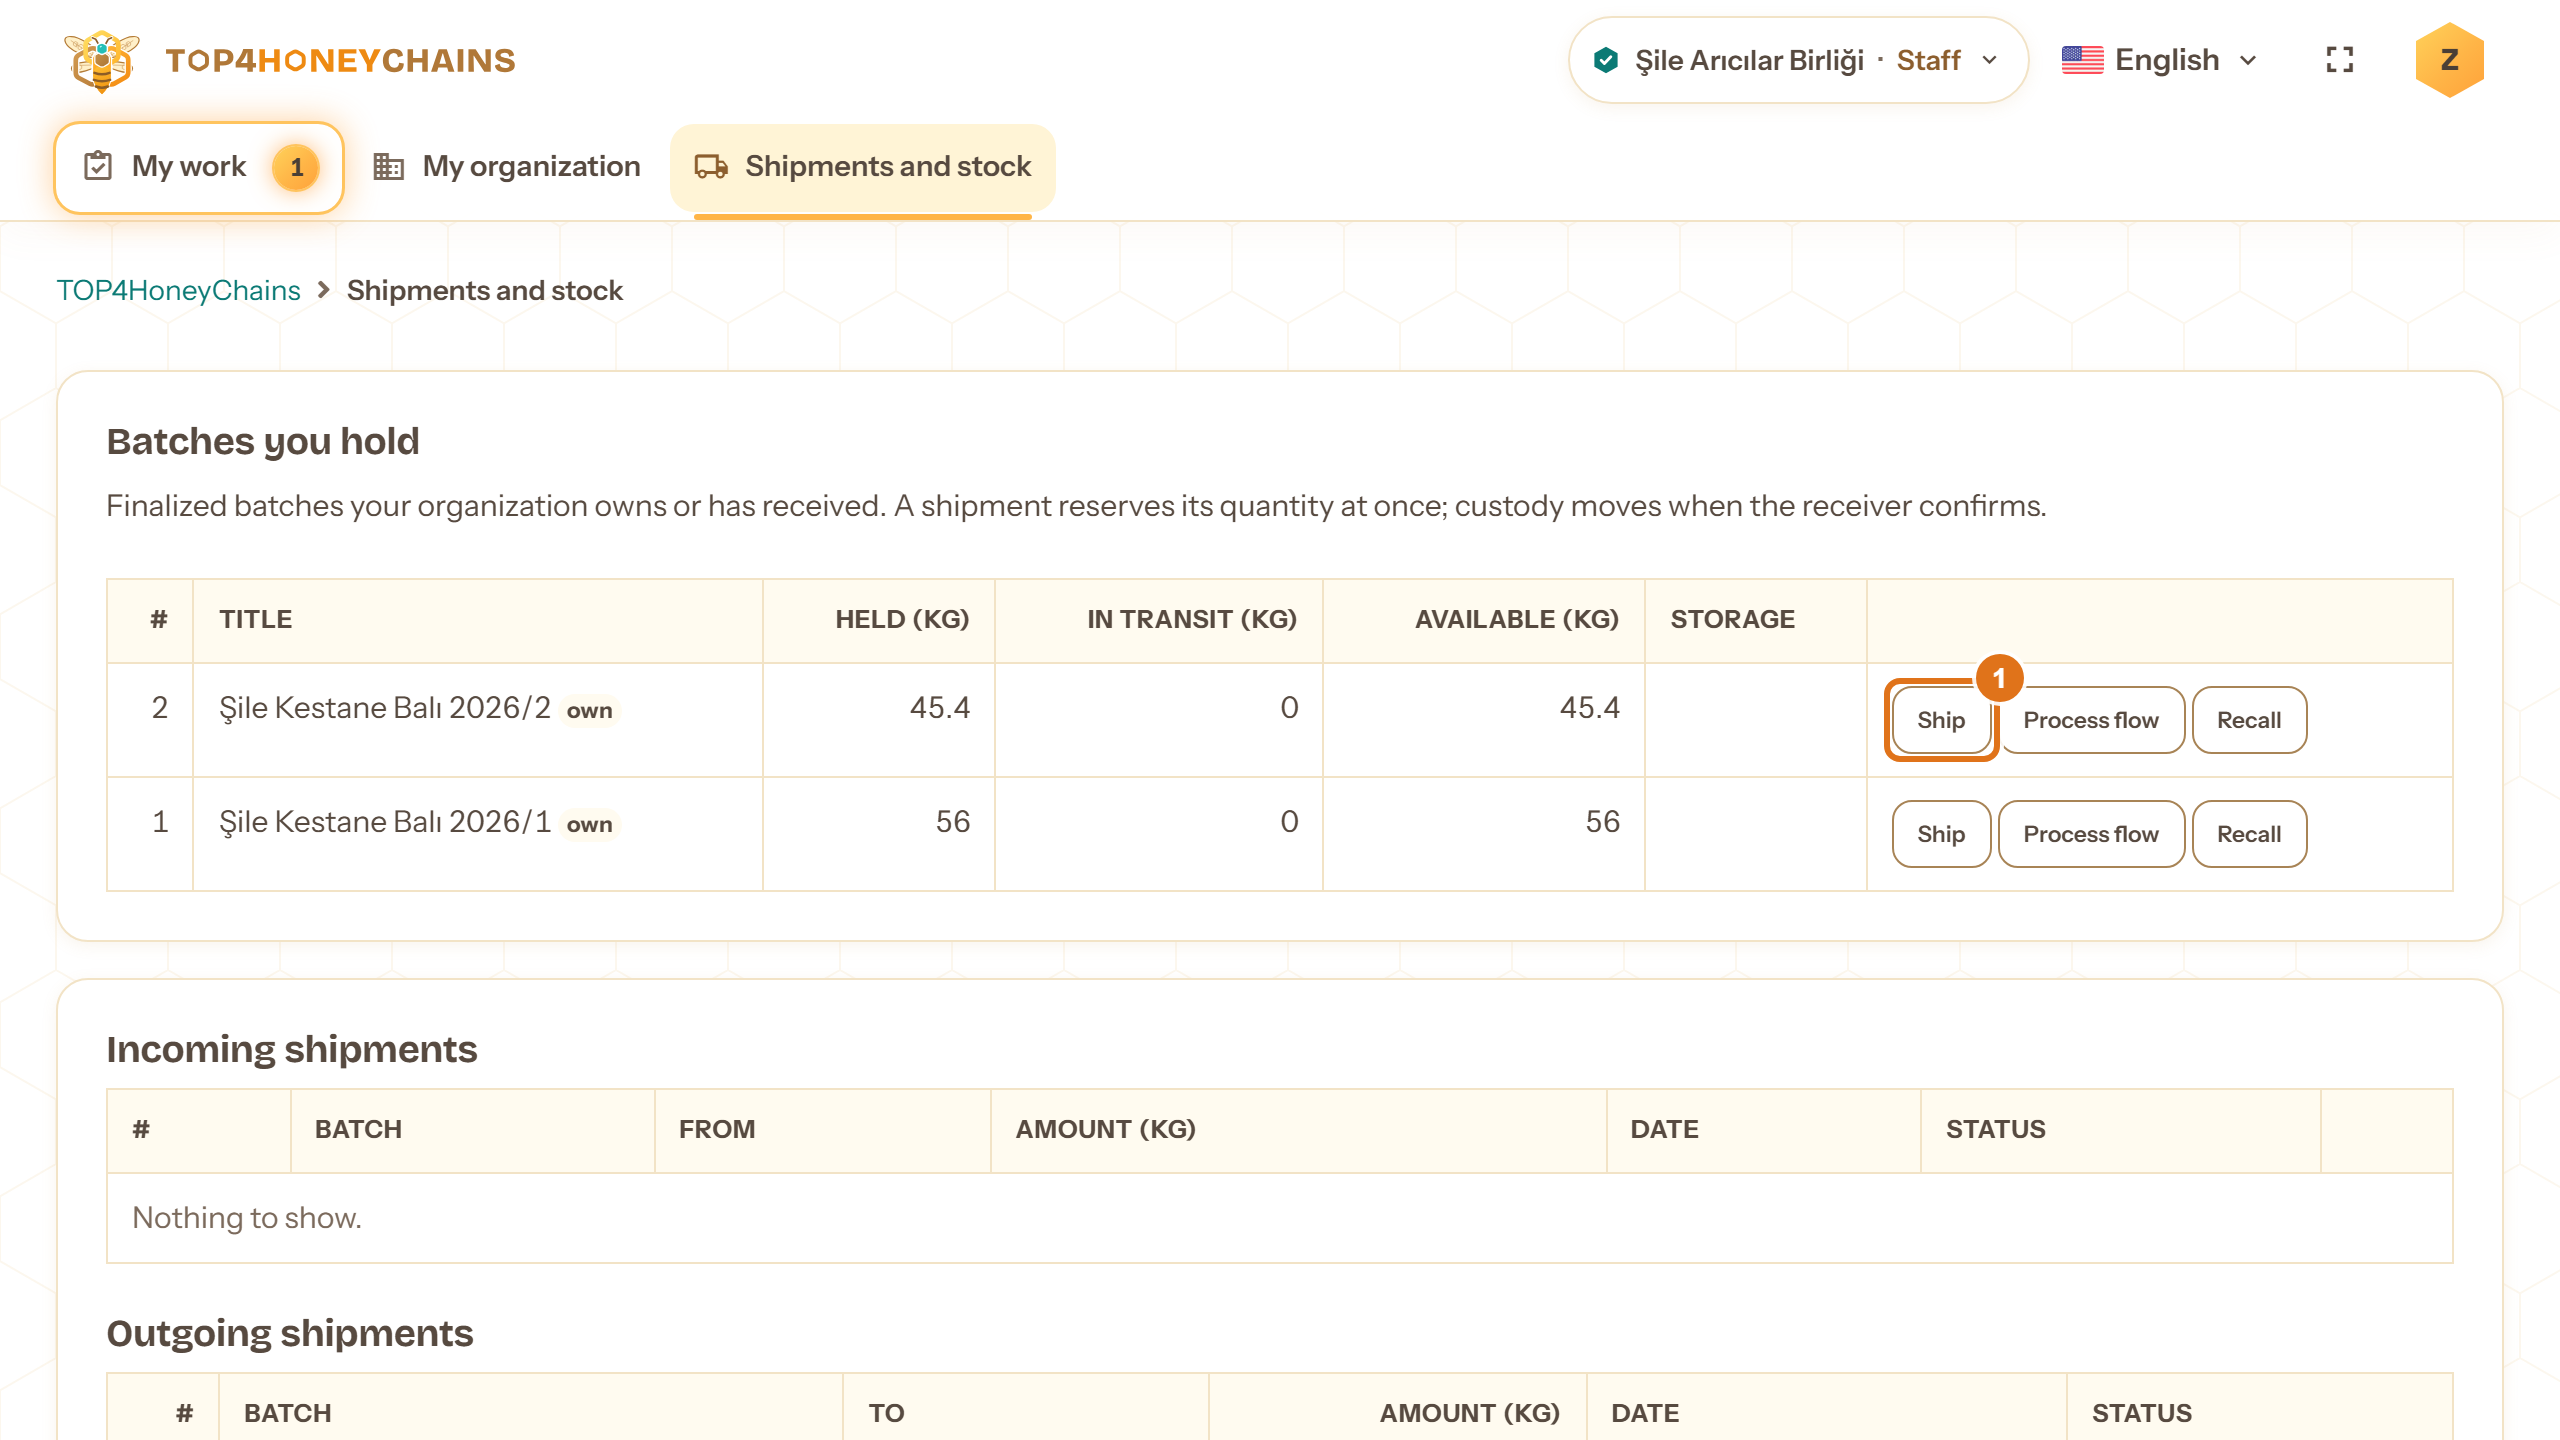 TOP4HONEYCHAINS
Şile Arıcılar Birliği · Staff
English
Z
My work 1
My organization
Shipments and stock
TOP4HoneyChains > Shipments and stock
Batches you hold
Finalized batches your organization owns or has received. A shipment reserves its quantity at once; custody moves when the receiver confirms.
# TITLE HELD (KG) IN TRANSIT (KG) AVAILABLE (KG) STORAGE
1
2 Şile Kestane Balı 2026/2 own 45.4 0 45.4 Ship Process flow Recall
1 Şile Kestane Balı 2026/1 own 56 0 56 Ship Process flow Recall
Incoming shipments
# BATCH FROM AMOUNT (KG) DATE STATUS
Nothing to show.
Outgoing shipments
# BATCH TO AMOUNT (KG) DATE STATUS